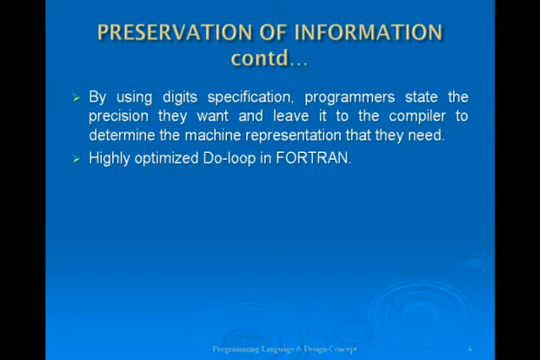 PRESERVATION OF INFORMATION
contd...
By using digits specification, programmers state the
precision they want and leave it to the compiler to
determine the machine representation that they need.
Highly optimized Do-loop in FORTRAN.
Programming Language & Design Concept